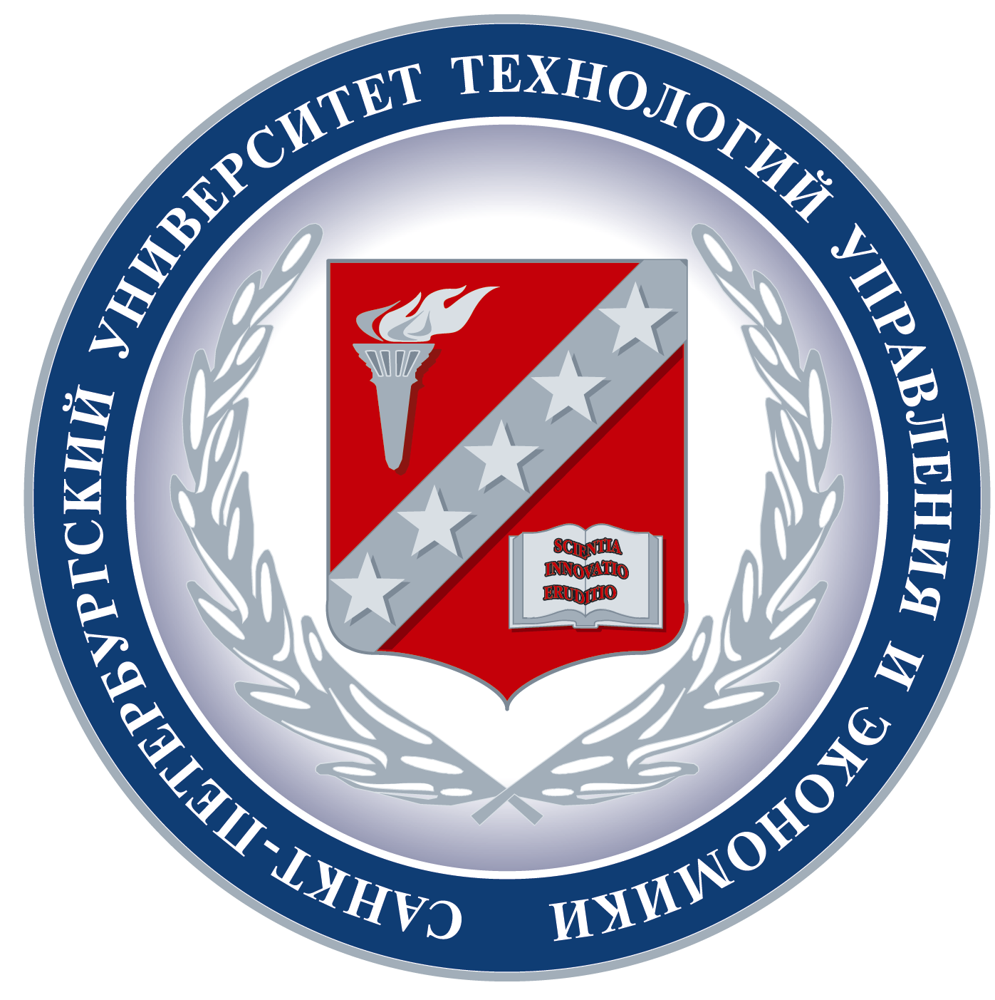 САНКТ-ПЕТЕРБУРГСКИЙ УНИВЕРСИТЕТ ТЕХНОЛОГИЙ УПРАВЛЕНИЯ И ЭКОНОМИКИ
SCIENTIA
INNOVATIO
ERUDITIO